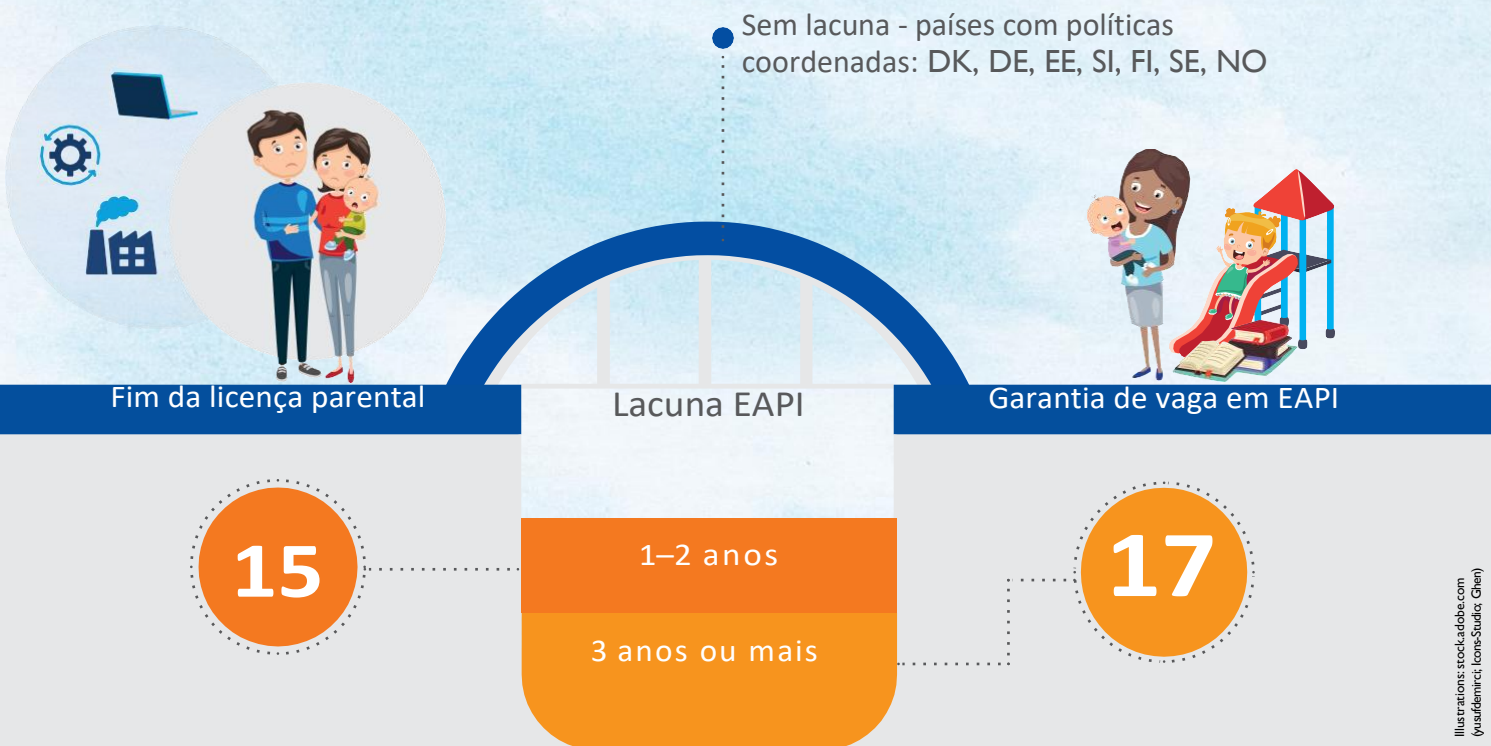 Sem lacuna - países com políticas
coordenadas: DK, DE, EE, SI, FI, SE, NO
Fim da licença parental
Lacuna EAPI
Garantia de vaga em EAPI
15
1–2 anos
17
3 anos ou mais
Illustrations: stock.adobe.com
(yusufdemirci; Icons-Studio; Ghen)